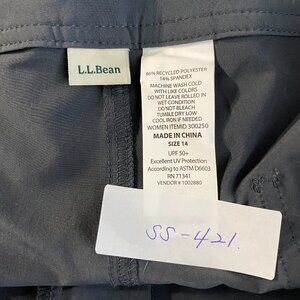 L.L.Bean
86% RECYCLED POLYESTER
14% SPANDEX
MACHINE WASH COLD
WITH LIKE COLORS
DO NOT LEAVE ROLLED IN
WET CONDITION
DO NOT BLEACH
TUMBLE DRY LOW
COOL IRON IF NEEDED
WOMEN ITEMID 300250
MADE IN CHINA
SIZE 14
UPF 50+
Excellent UV Protection
According to ASTM D6603
RN 71341
VENDOR # 1002880
SS-421.